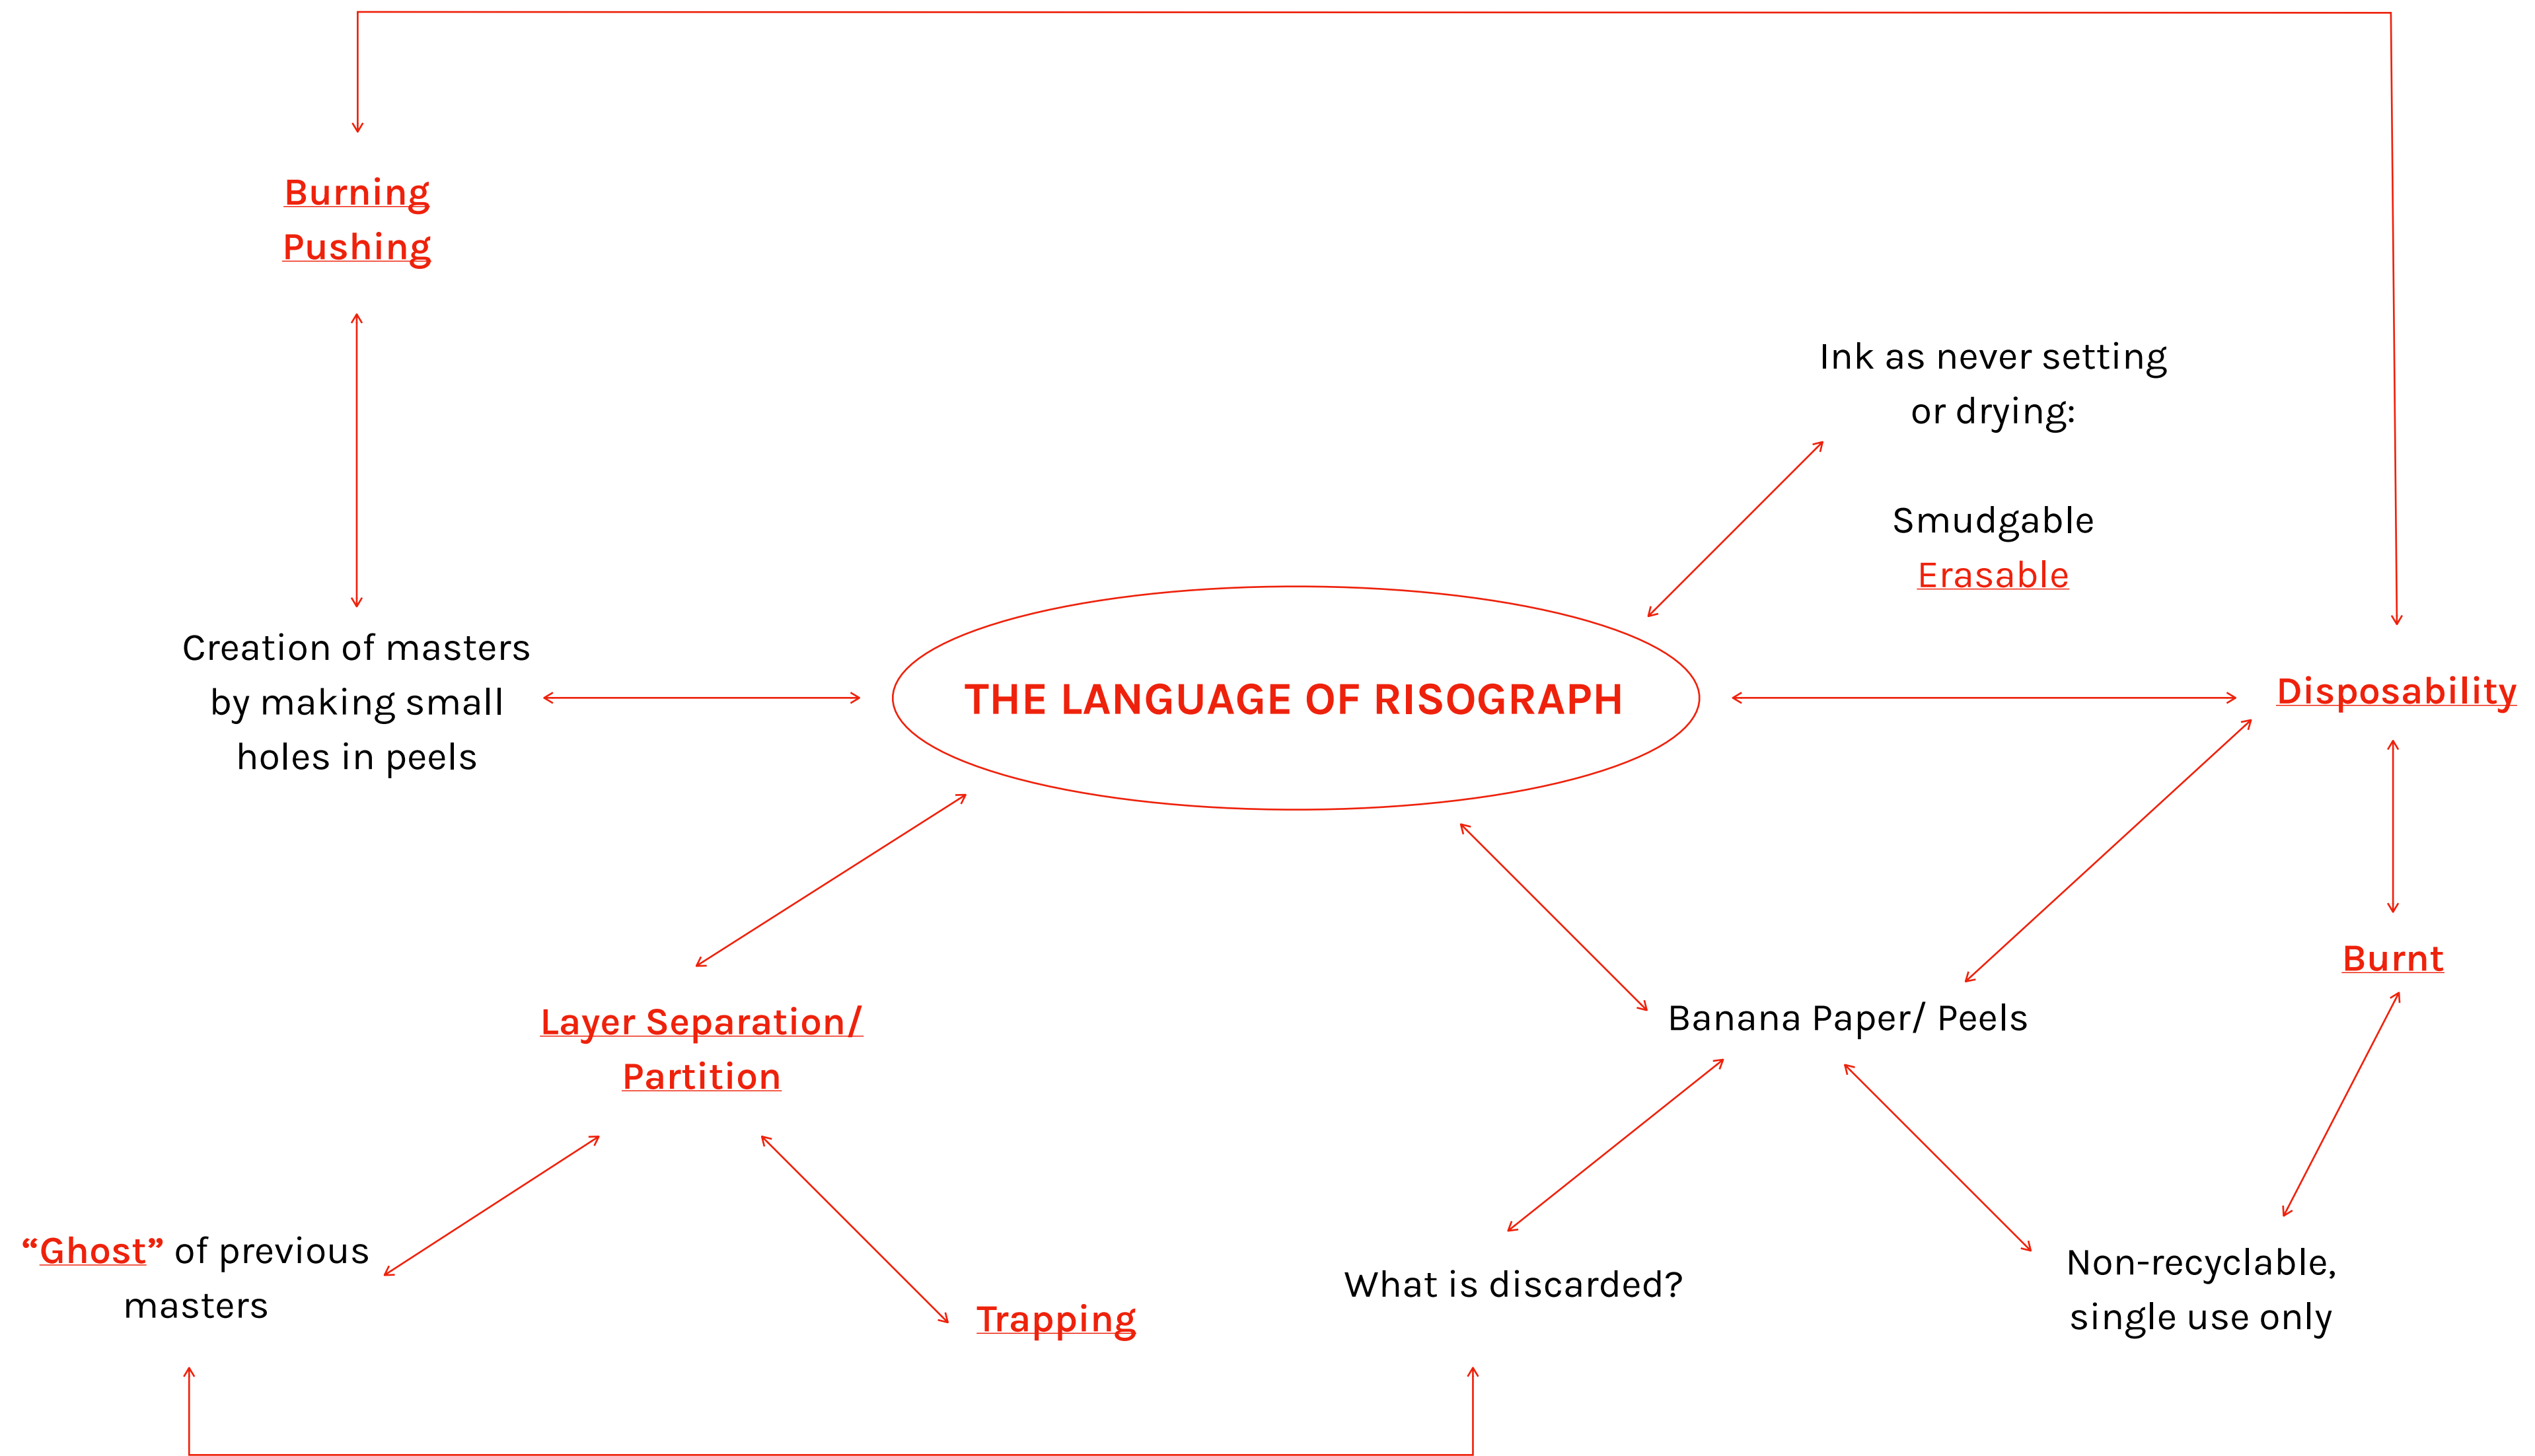 Burning
Pushing
Ink as never setting
or drying:
Smudgable
Erasable
Creation of masters
by making small
holes in peels
THE LANGUAGE OF RISOGRAPH
Disposability
Layer Separation/
Partition
Banana Paper/ Peels
Burnt
“Ghost” of previous
masters
Trapping
What is discarded?
Non-recyclable,
single use only